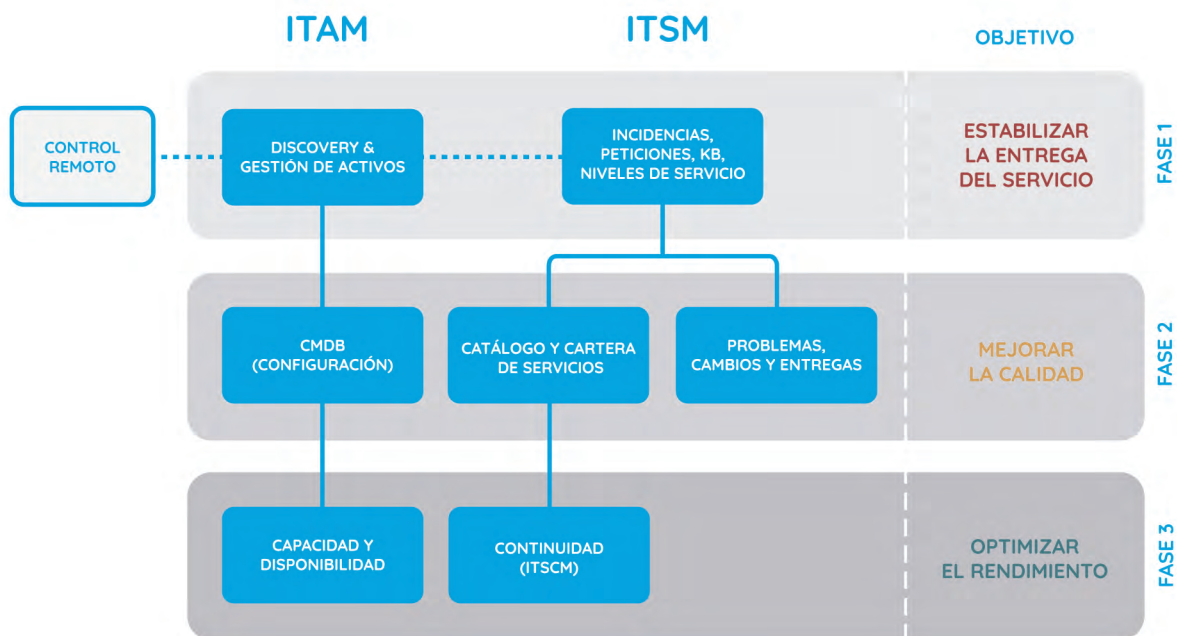 ITAM
ITSM
OBJETIVO
CONTROL
REMOTO
DISCOVERY &
GESTIÓN DE ACTIVOS
INCIDENCIAS,
PETICIONES, KB,
NIVELES DE SERVICIO
ESTABILIZAR
LA ENTREGA
DEL SERVICIO
FASE 1
CMDB
(CONFIGURACIÓN)
CATÁLOGO Y CARTERA
DE SERVICIOS
PROBLEMAS,
CAMBIOS Y ENTREGAS
MEJORAR
LA CALIDAD
FASE 2
CAPACIDAD Y
DISPONIBILIDAD
CONTINUIDAD
(ITSCM)
OPTIMIZAR
EL RENDIMIENTO
FASE 3